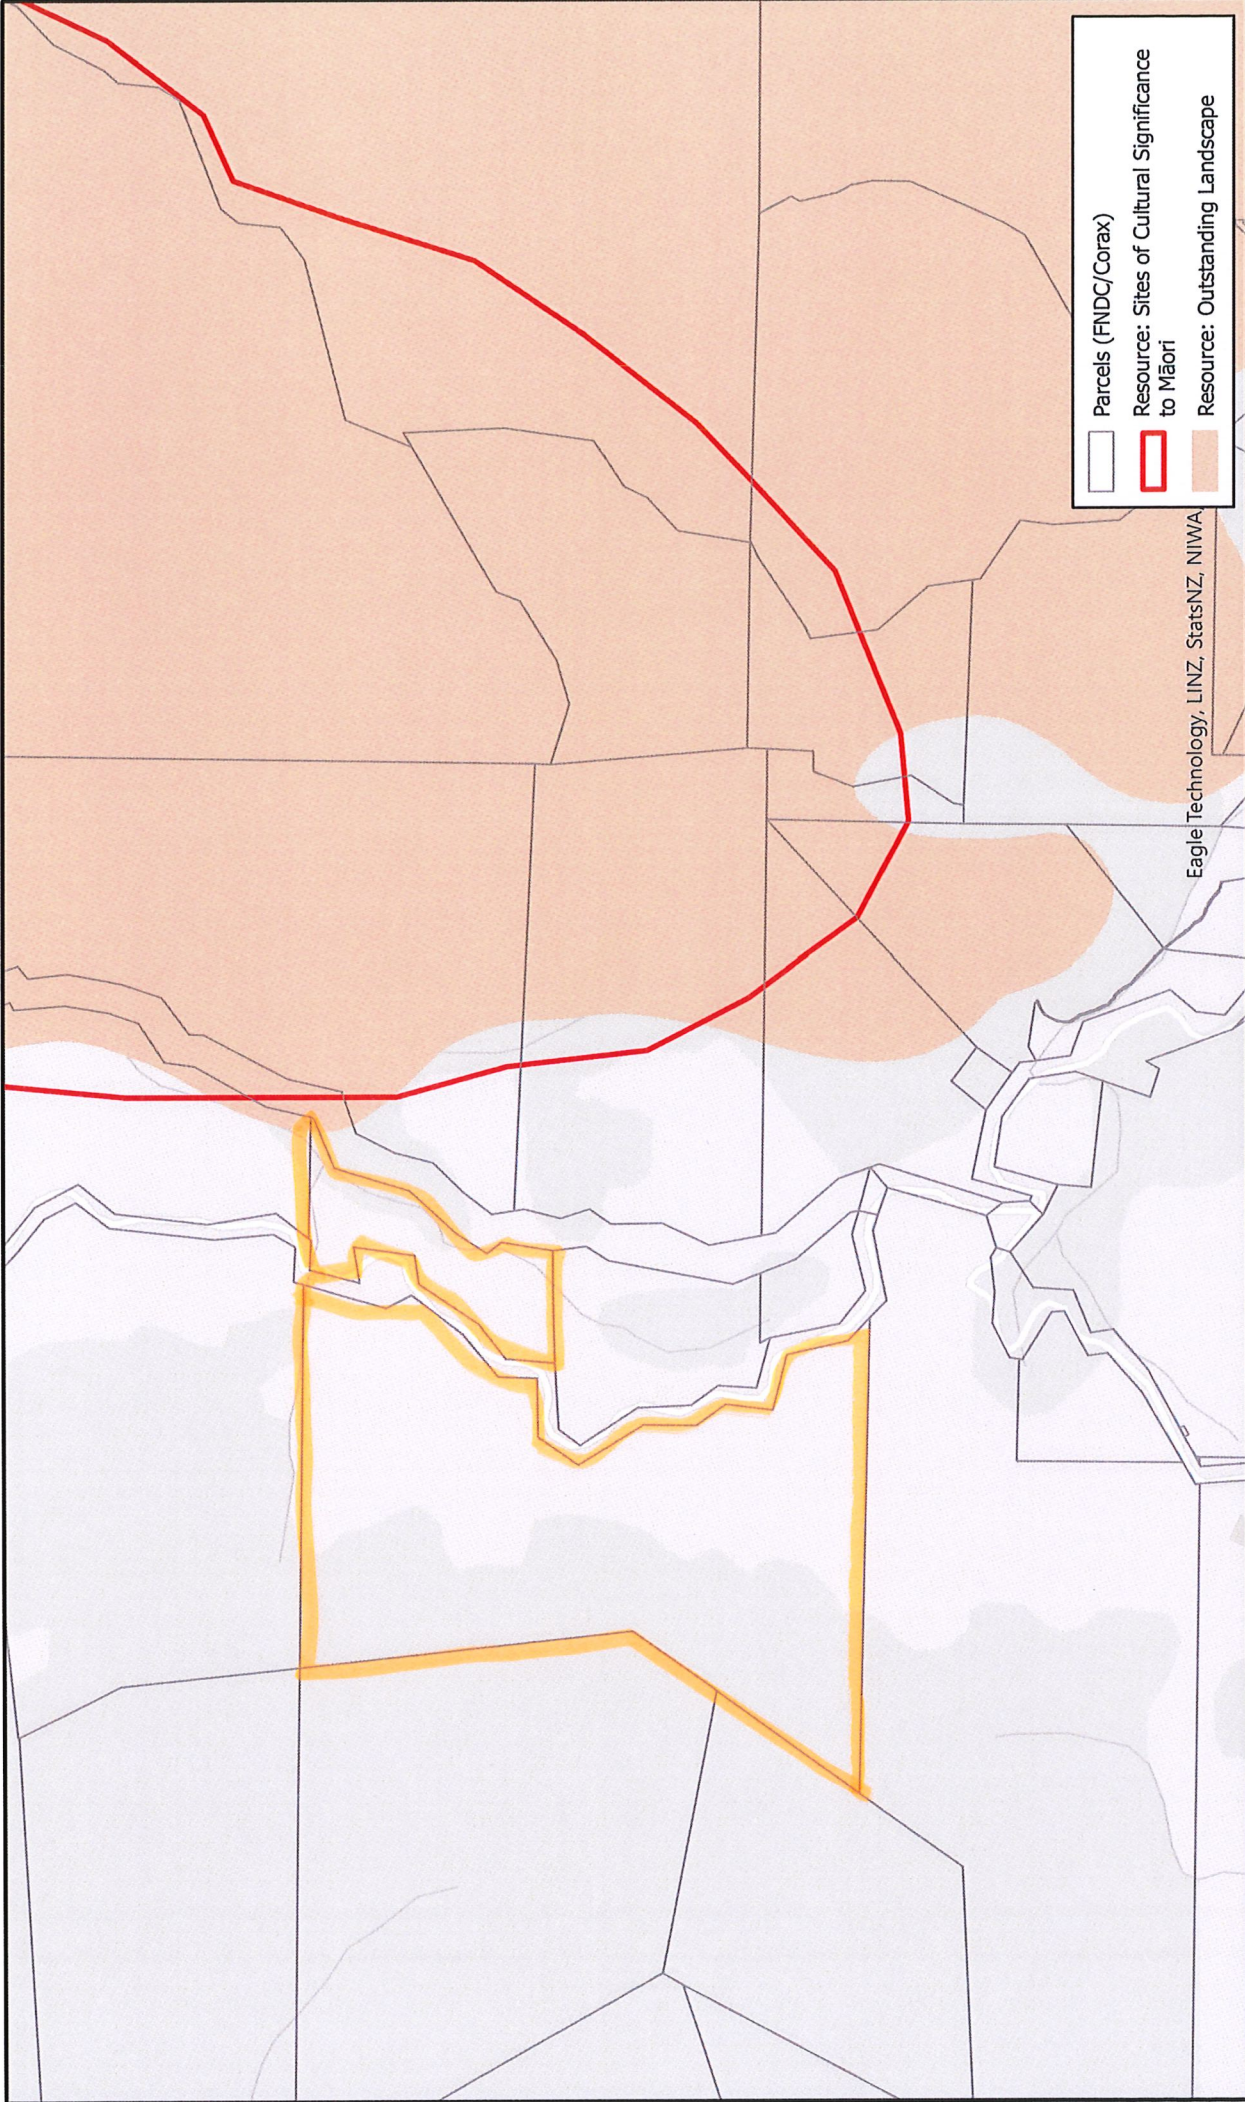 Parcels (FNDC/Corax)
Resource: Sites of Cultural Significance
to Māori
Resource: Outstanding Landscape
Eagle Technology, LINZ, StatsNZ, NIWA,